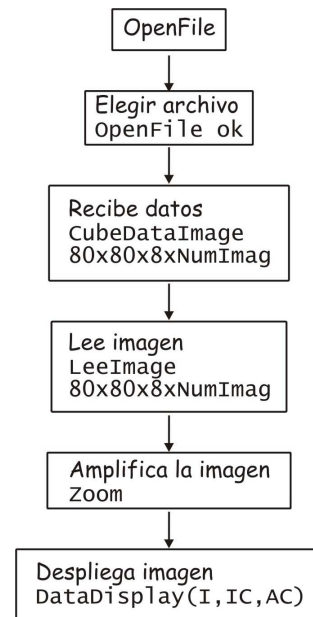 OpenFile
Elegir archivo
OpenFile ok
Recibe datos
CubeDataImage
80x80x8xNumImag
Lee imagen
LeeImage
80x80x8xNumImag
Amplifica la imagen
Zoom
Despliega imagen
DataDisplay(I,IC,AC)